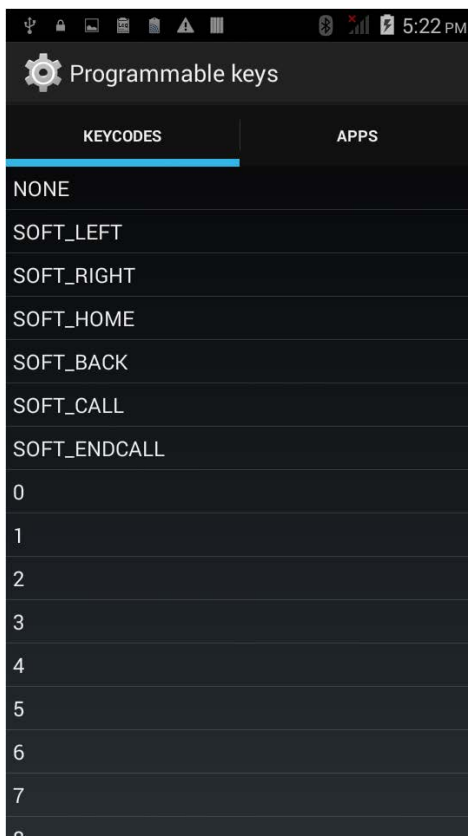 5:22 PM
Programmable keys
KEYCODES APPS
NONE
SOFT_LEFT
SOFT_RIGHT
SOFT_HOME
SOFT_BACK
SOFT_CALL
SOFT_ENDCALL
0
1
2
3
4
5
6
7